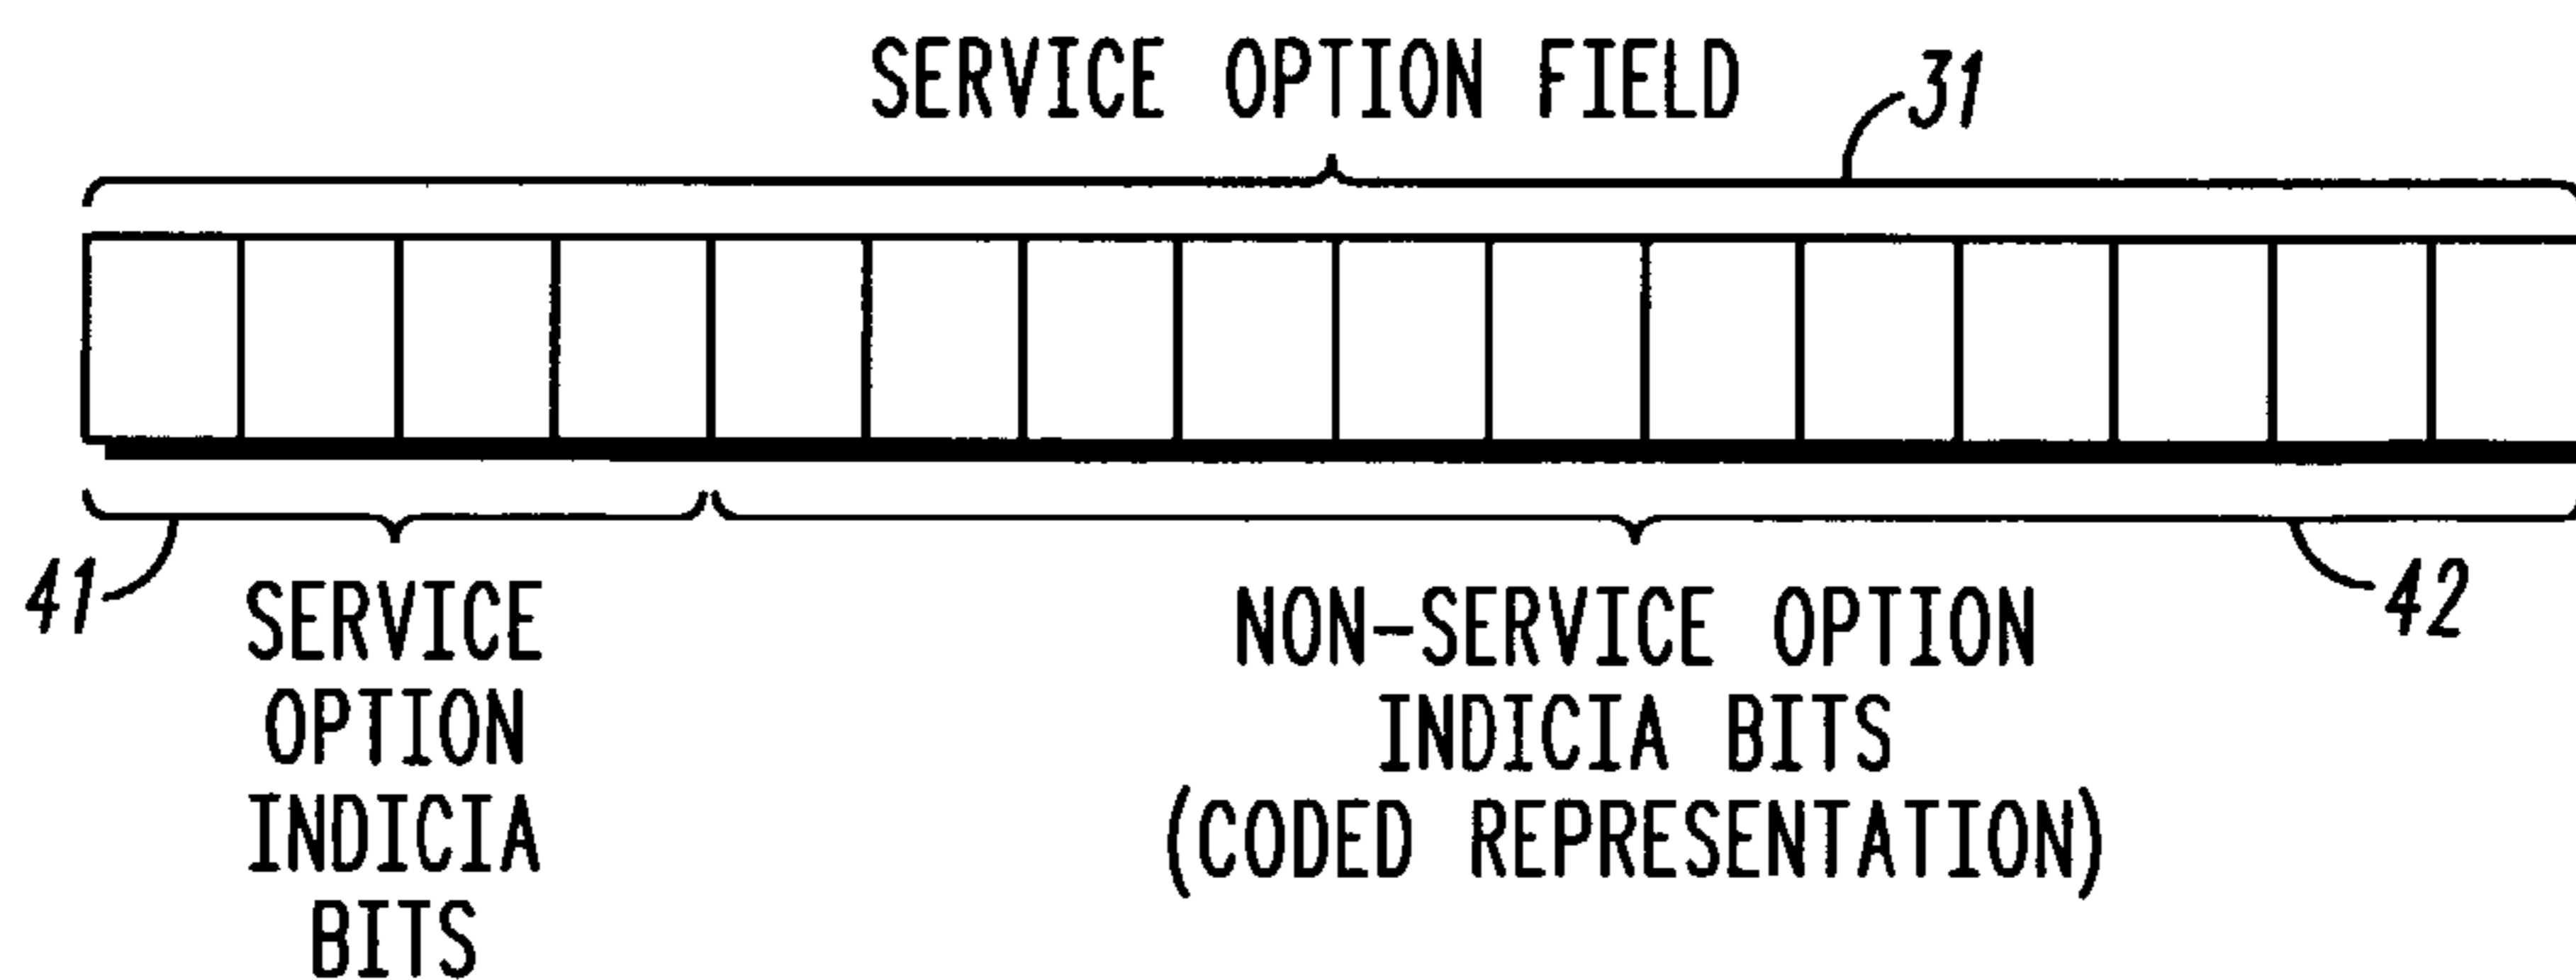 SERVICE OPTION FIELD
31
41
42
SERVICE
OPTION
INDICIA
BITS
NON-SERVICE OPTION
INDICIA BITS
(CODED REPRESENTATION)